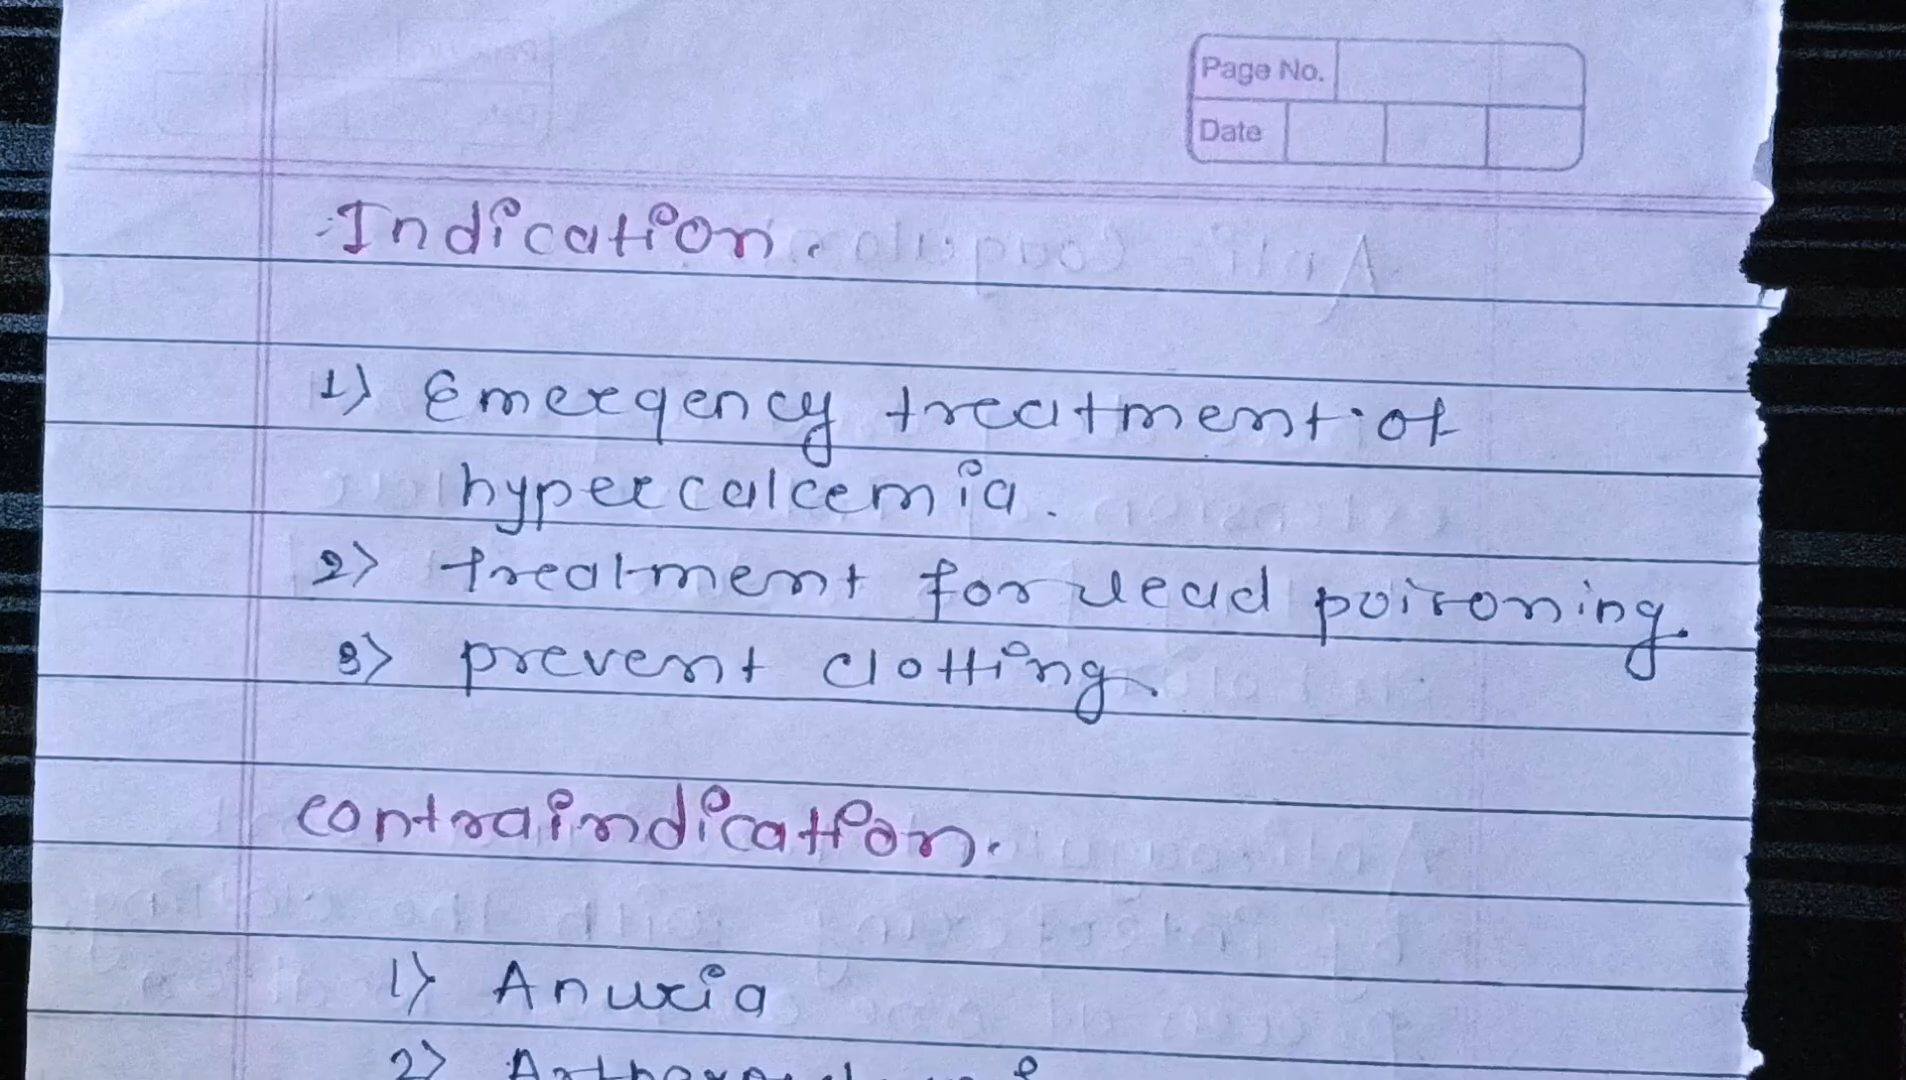 Page No.
Date
Indication.
1) Emergency treatment of
hypercalcemia.
2) treatment for lead poisoning.
3) prevent clotting.
contraindication.
1) Anuria
2)